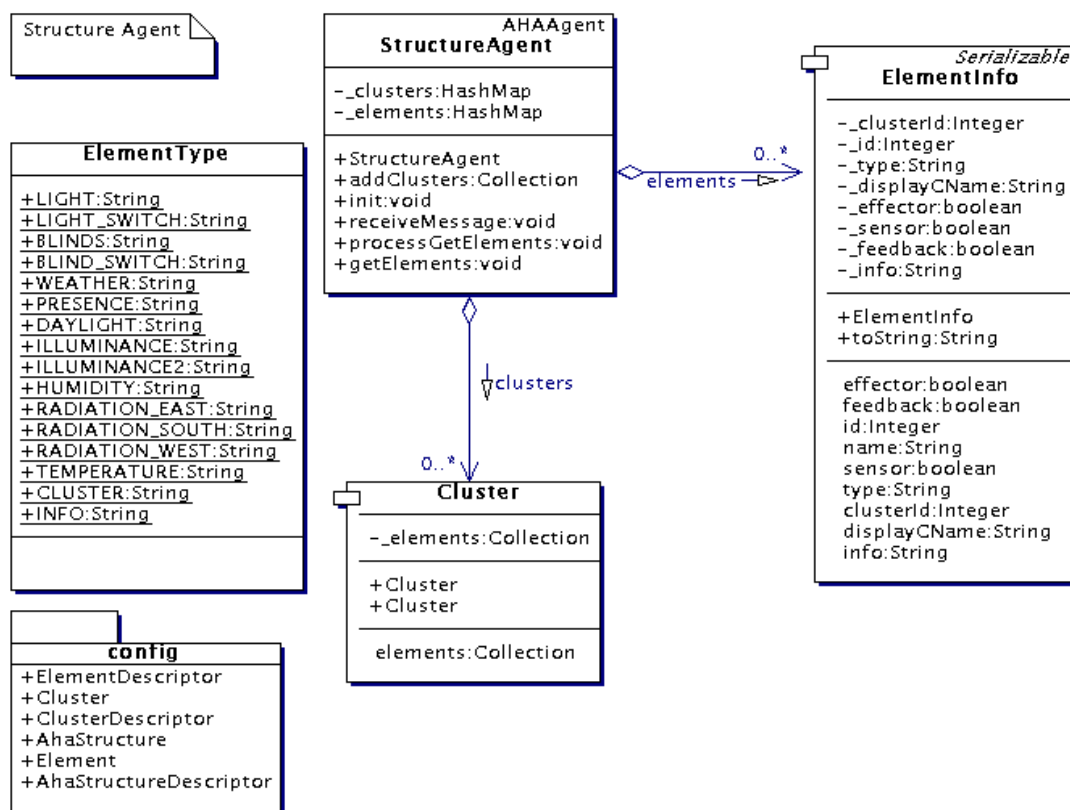 Structure Agent
AHAAgent
StructureAgent
-_clusters:HashMap
-_elements:HashMap
+StructureAgent
+addClusters:Collection
+init:void
+receiveMessage:void
+processGetElements:void
+getElements:void
0..*
elements
Serializable
ElementInfo
-_clusterId:Integer
-_id:Integer
-_type:String
-_displayCName:String
-_effector:boolean
-_sensor:boolean
-_feedback:boolean
-_info:String
+ElementInfo
+toString:String
effector:boolean
feedback:boolean
id:Integer
name:String
sensor:boolean
type:String
clusterId:Integer
displayCName:String
info:String
ElementType
+LIGHT:String
+LIGHT_SWITCH:String
+BLINDS:String
+BLIND_SWITCH:String
+WEATHER:String
+PRESENCE:String
+DAYLIGHT:String
+ILLUMINANCE:String
+ILLUMINANCE2:String
+HUMIDITY:String
+RADIATION_EAST:String
+RADIATION_SOUTH:String
+RADIATION_WEST:String
+TEMPERATURE:String
+CLUSTER:String
+INFO:String
clusters
0..*
Cluster
-_elements:Collection
+Cluster
+Cluster
elements:Collection
config
+ElementDescriptor
+Cluster
+ClusterDescriptor
+AhaStructure
+Element
+AhaStructureDescriptor